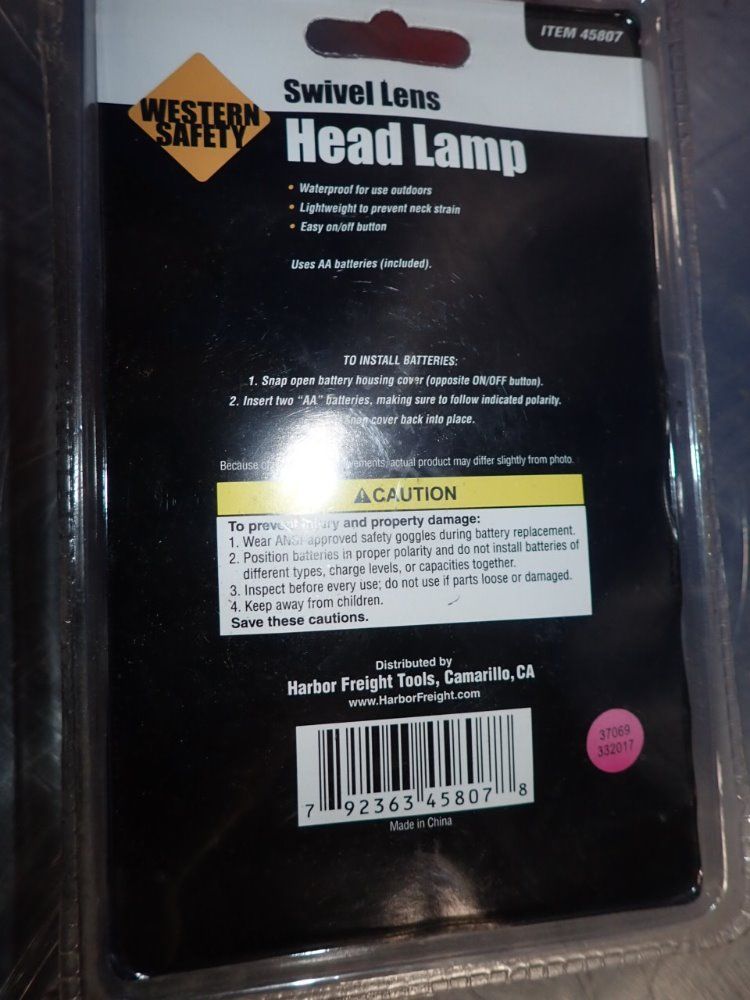 ITEM 45807
WESTERN
SAFETY
Swivel Lens
Head Lamp
• Waterproof for use outdoors
• Lightweight to prevent neck strain
• Easy on/off button
Uses AA batteries (included).
TO INSTALL BATTERIES:
1. Snap open battery housing cover (opposite ON/OFF button).
2. Insert two "AA" batteries, making sure to follow indicated polarity.
Snap cover back into place.
Because actual product may differ slightly from photo.
⚠CAUTION
To prevent injury and property damage:
1. Wear ANSI-approved safety goggles during battery replacement.
2. Position batteries in proper polarity and do not install batteries of
different types, charge levels, or capacities together.
3. Inspect before every use; do not use if parts loose or damaged.
4. Keep away from children.
Save these cautions.
Distributed by
Harbor Freight Tools, Camarillo, CA
www.HarborFreight.com
37069
332017
7 92363 45807 8
Made in China